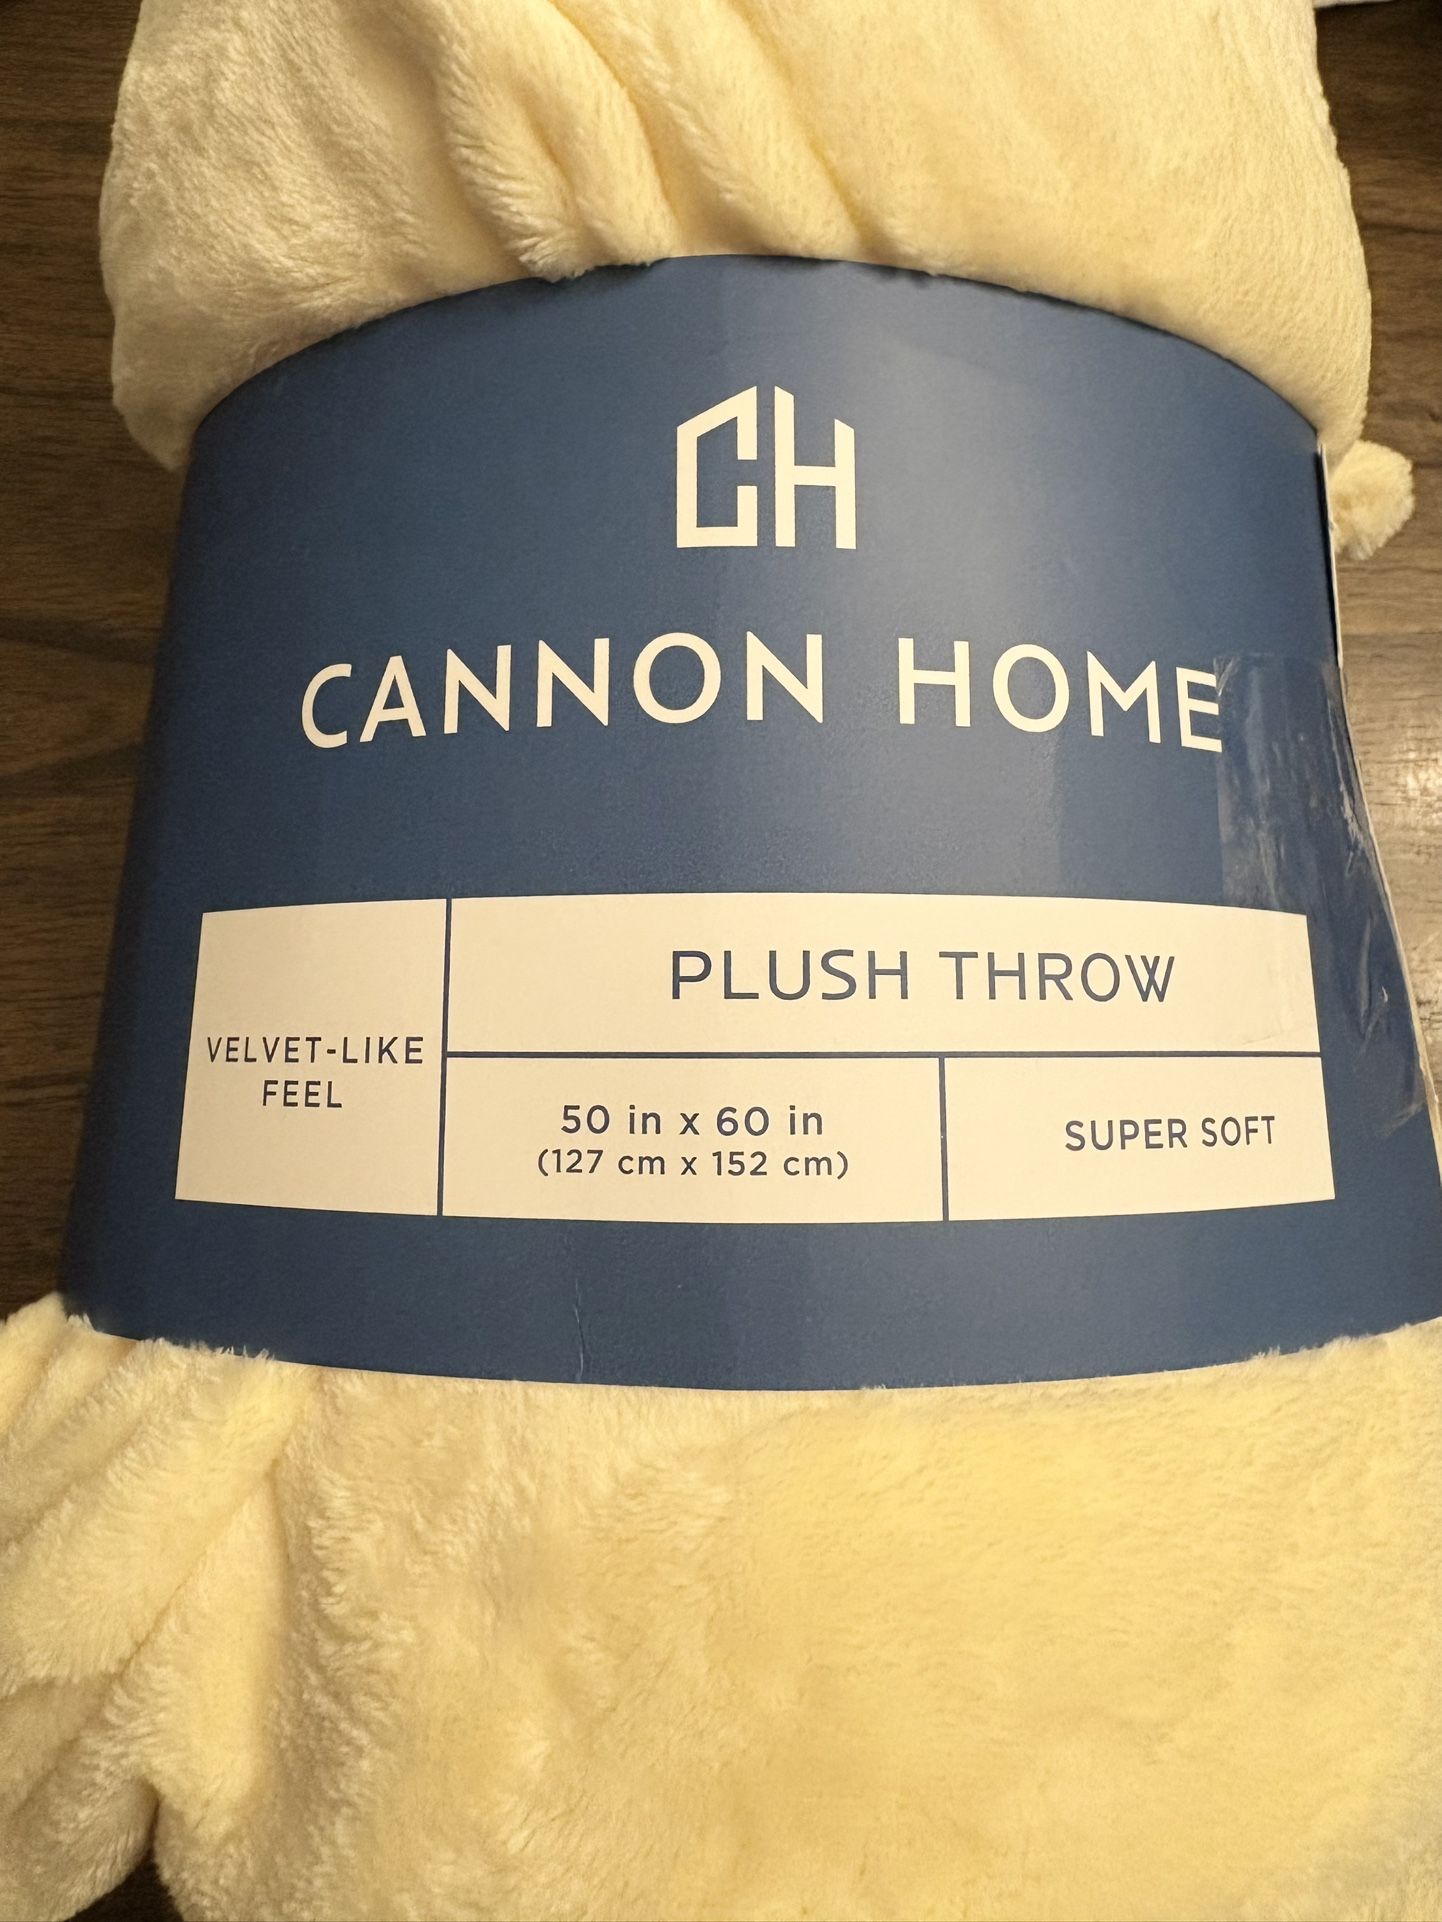 CH
CANNON HOME
PLUSH THROW
VELVET-LIKE
FEEL
50 in x 60 in
(127 cm x 152 cm)
SUPER SOFT